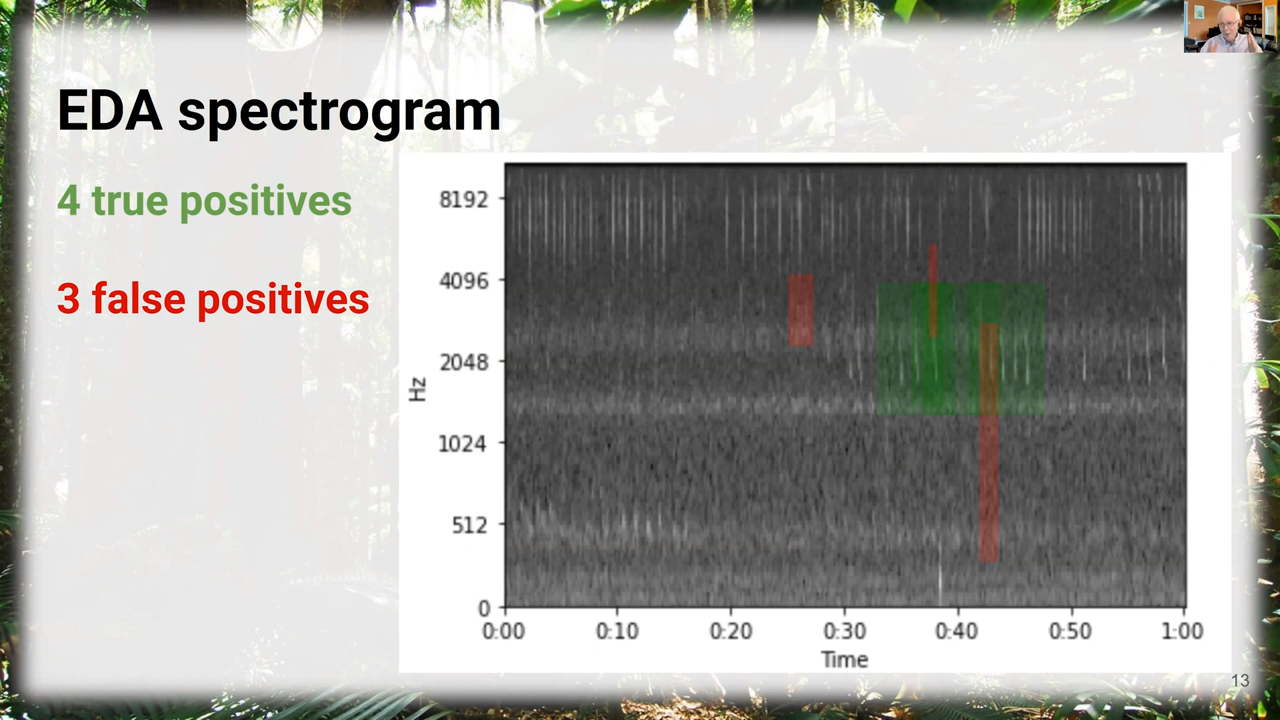 EDA spectrogram
4 true positives
3 false positives
8192
4096
2048
1024
512
0
Hz
0:00 0:10 0:20 0:30 0:40 0:50 1:00
Time
13